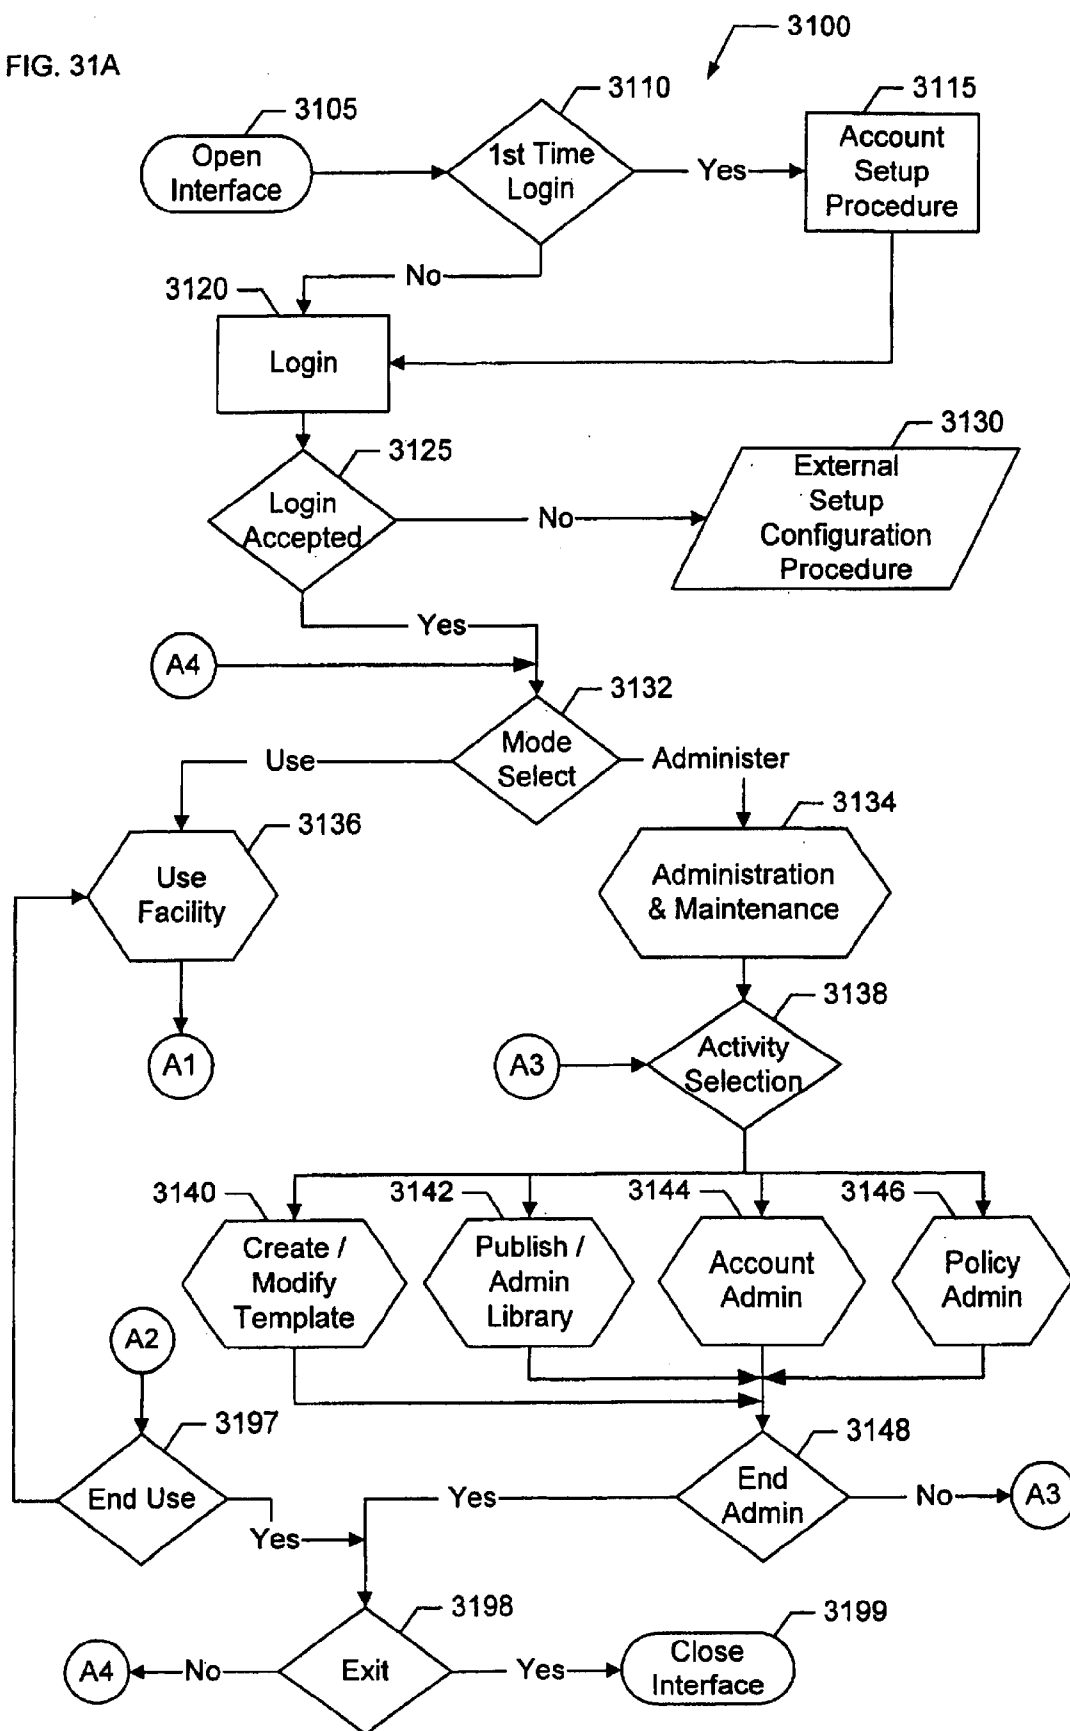 FIG. 31A
3100
3105
3110
3115
Open
Interface
1st Time
Login
Yes
Account
Setup
Procedure
No
3120
Login
3125
3130
Login
Accepted
No
External
Setup
Configuration
Procedure
Yes
A4
3132
Mode
Select
Use
Administer
3136
3134
Use
Facility
Administration
& Maintenance
3138
A1
A3
Activity
Selection
3140
3142
3144
3146
Create /
Modify
Template
Publish /
Admin
Library
Account
Admin
Policy
Admin
A2
3197
3148
End Use
Yes
Yes
End
Admin
No
A3
3198
3199
A4
No
Exit
Yes
Close
Interface